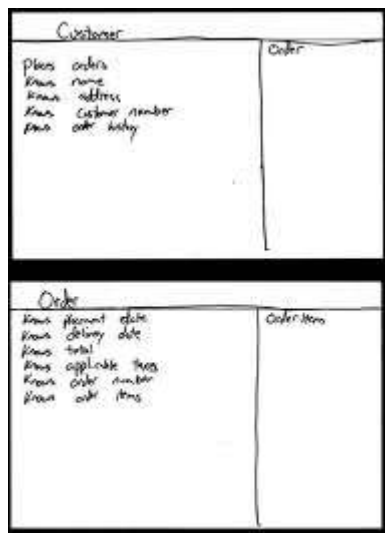 Customer
Places orders
Knows name
Knows address
Knows customer number
Knows order history
Order
Order
Knows placement date
Knows delivery date
Knows total
Knows applicable taxes
Knows order number
Knows order items
Order Item